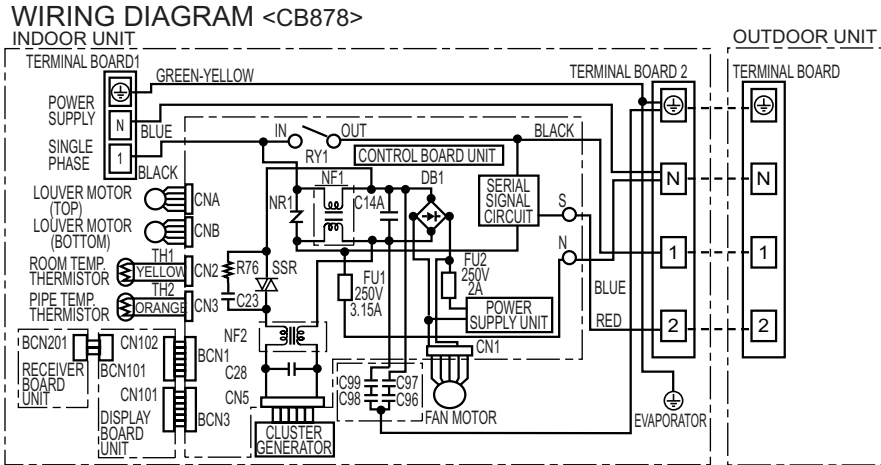 WIRING DIAGRAM <CB878>
INDOOR UNIT
OUTDOOR UNIT
TERMINAL BOARD1
GREEN-YELLOW
TERMINAL BOARD 2
TERMINAL BOARD
POWER
SUPPLY
N
BLUE
SINGLE
PHASE
1
BLACK
IN
OUT
RY1
BLACK
CONTROL BOARD UNIT
NF1
DB1
NR1
C14A
SERIAL
SIGNAL
CIRCUIT
S
N
N
N
1
1
2
2
LOUVER MOTOR
(TOP)
CNA
LOUVER MOTOR
(BOTTOM)
CNB
ROOM TEMP.
THERMISTOR
TH1
YELLOW
CN2
PIPE TEMP.
THERMISTOR
TH2
ORANGE
CN3
R76
SSR
C23
FU1
250V
3.15A
FU2
250V
2A
POWER
SUPPLY UNIT
BLUE
RED
NF2
C28
CN5
CLUSTER
GENERATOR
C99
C98
C97
C96
CN1
FAN MOTOR
EVAPORATOR
BCN201
RECEIVER
BOARD
UNIT
CN102
BCN101
BCN1
CN101
BCN3
DISPLAY
BOARD
UNIT